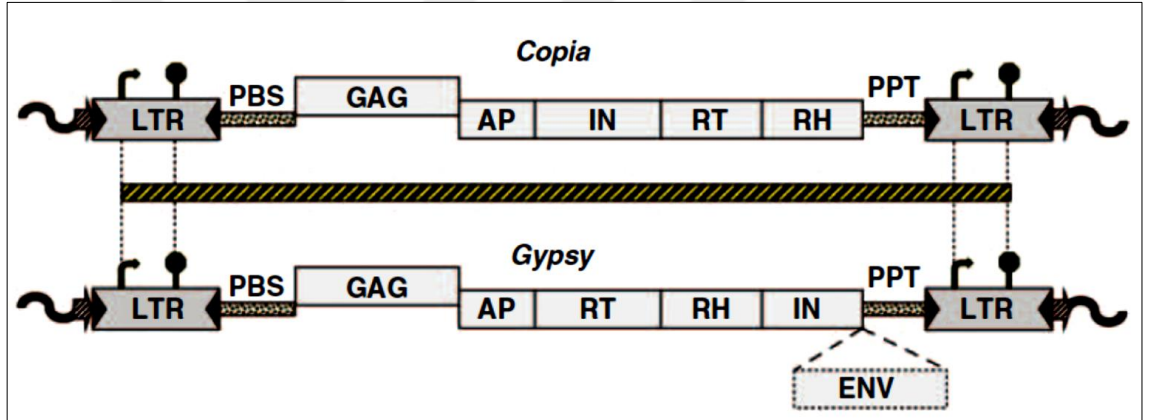 Copia
PBS GAG PPT
LTR AP IN RT RH LTR
Gypsy
PBS GAG PPT
LTR AP RT RH IN LTR
ENV